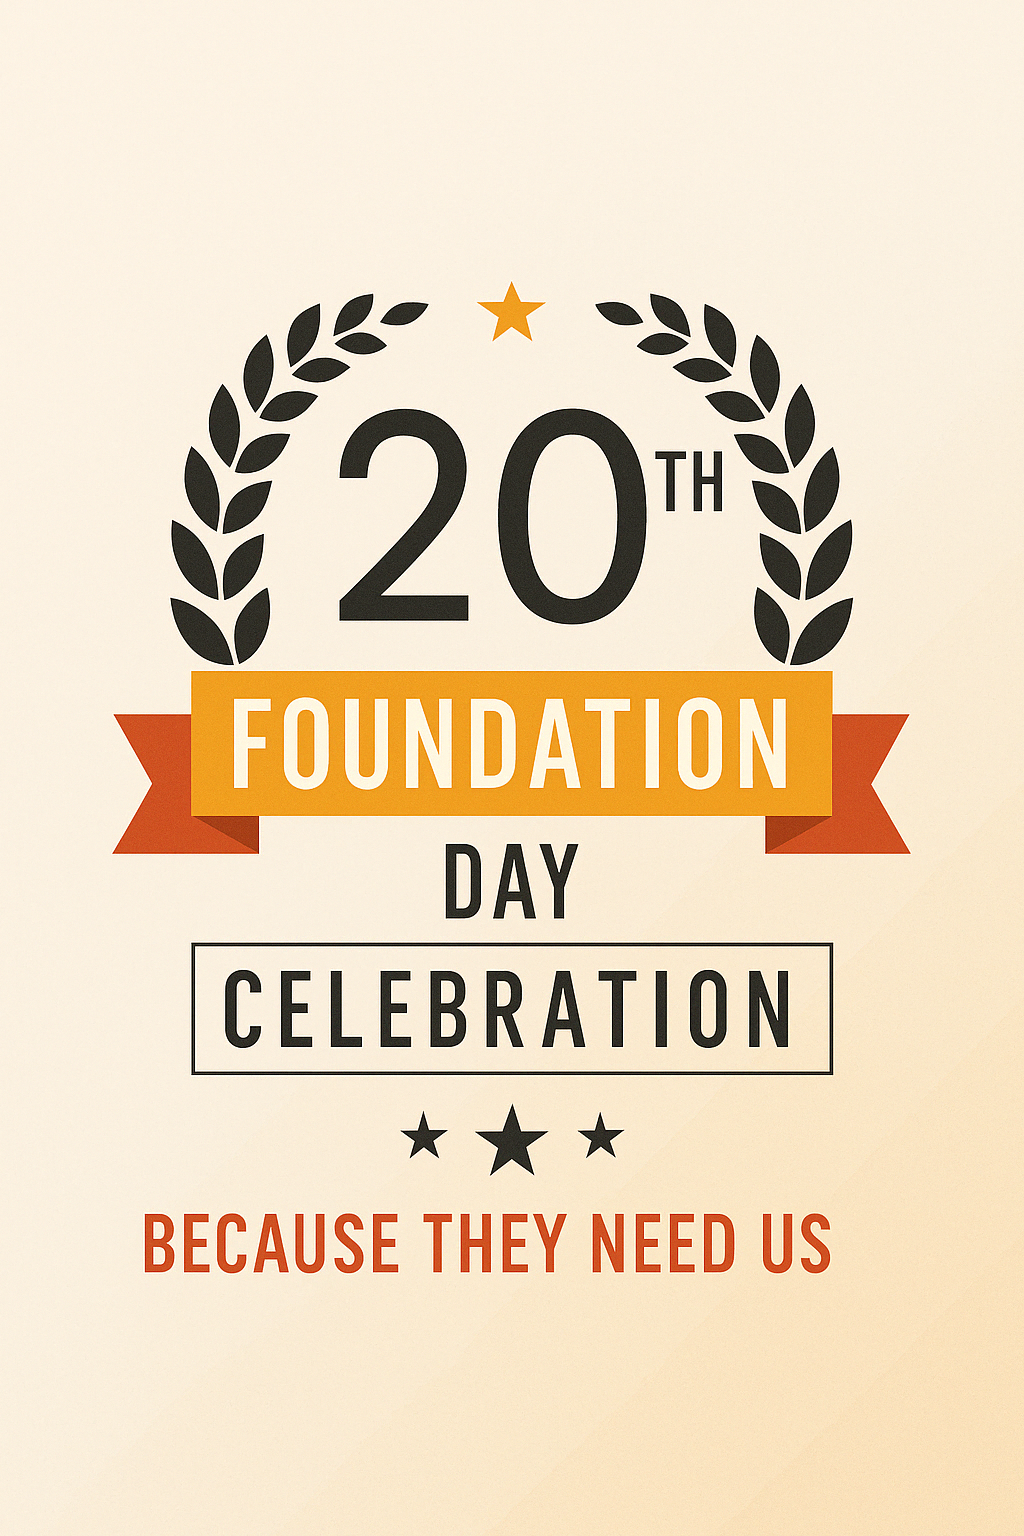 20TH
FOUNDATION
DAY
CELEBRATION
BECAUSE THEY NEED US